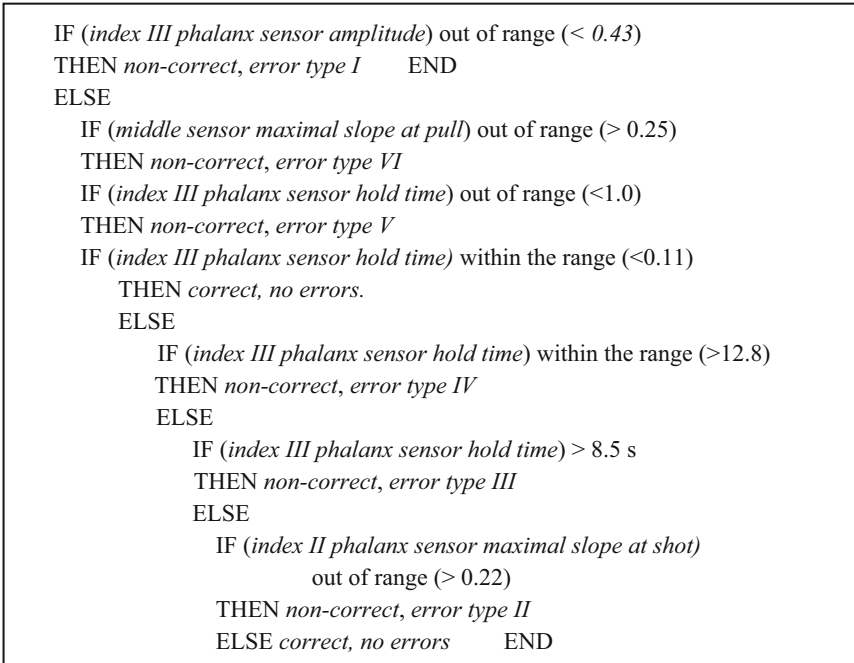 IF (index III phalanx sensor amplitude) out of range (< 0.43)
THEN non-correct, error type I END
ELSE
IF (middle sensor maximal slope at pull) out of range (> 0.25)
THEN non-correct, error type VI
IF (index III phalanx sensor hold time) out of range (<1.0)
THEN non-correct, error type V
IF (index III phalanx sensor hold time) within the range (<0.11)
THEN correct, no errors.
ELSE
IF (index III phalanx sensor hold time) within the range (>12.8)
THEN non-correct, error type IV
ELSE
IF (index III phalanx sensor hold time) > 8.5 s
THEN non-correct, error type III
ELSE
IF (index II phalanx sensor maximal slope at shot)
out of range (> 0.22)
THEN non-correct, error type II
ELSE correct, no errors END